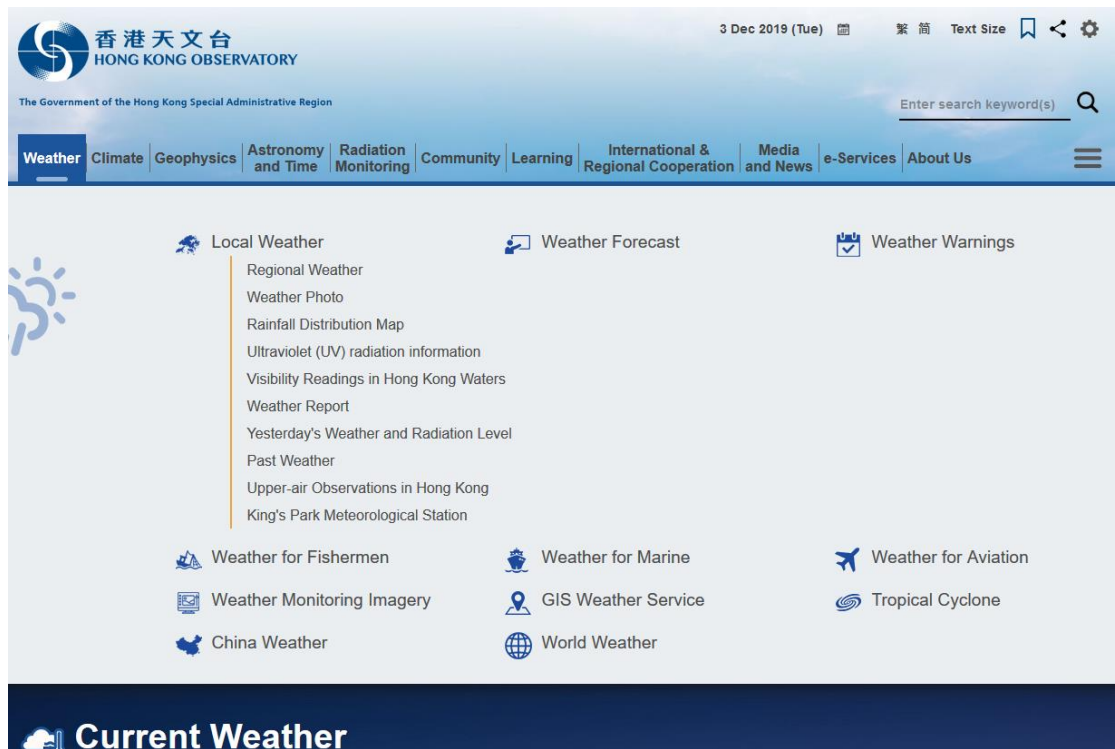 香港天文台
HONG KONG OBSERVATORY
The Government of the Hong Kong Special Administrative Region
3 Dec 2019 (Tue)
繁 简 Text Size
Enter search keyword(s)
Weather
Climate
Geophysics
Astronomy
and Time
Radiation
Monitoring
Community
Learning
International &
Regional Cooperation
Media
and News
e-Services
About Us
Local Weather
Regional Weather
Weather Photo
Rainfall Distribution Map
Ultraviolet (UV) radiation information
Visibility Readings in Hong Kong Waters
Weather Report
Yesterday's Weather and Radiation Level
Past Weather
Upper-air Observations in Hong Kong
King's Park Meteorological Station
Weather Forecast
Weather Warnings
Weather for Fishermen
Weather for Marine
Weather for Aviation
Weather Monitoring Imagery
GIS Weather Service
Tropical Cyclone
China Weather
World Weather
Current Weather